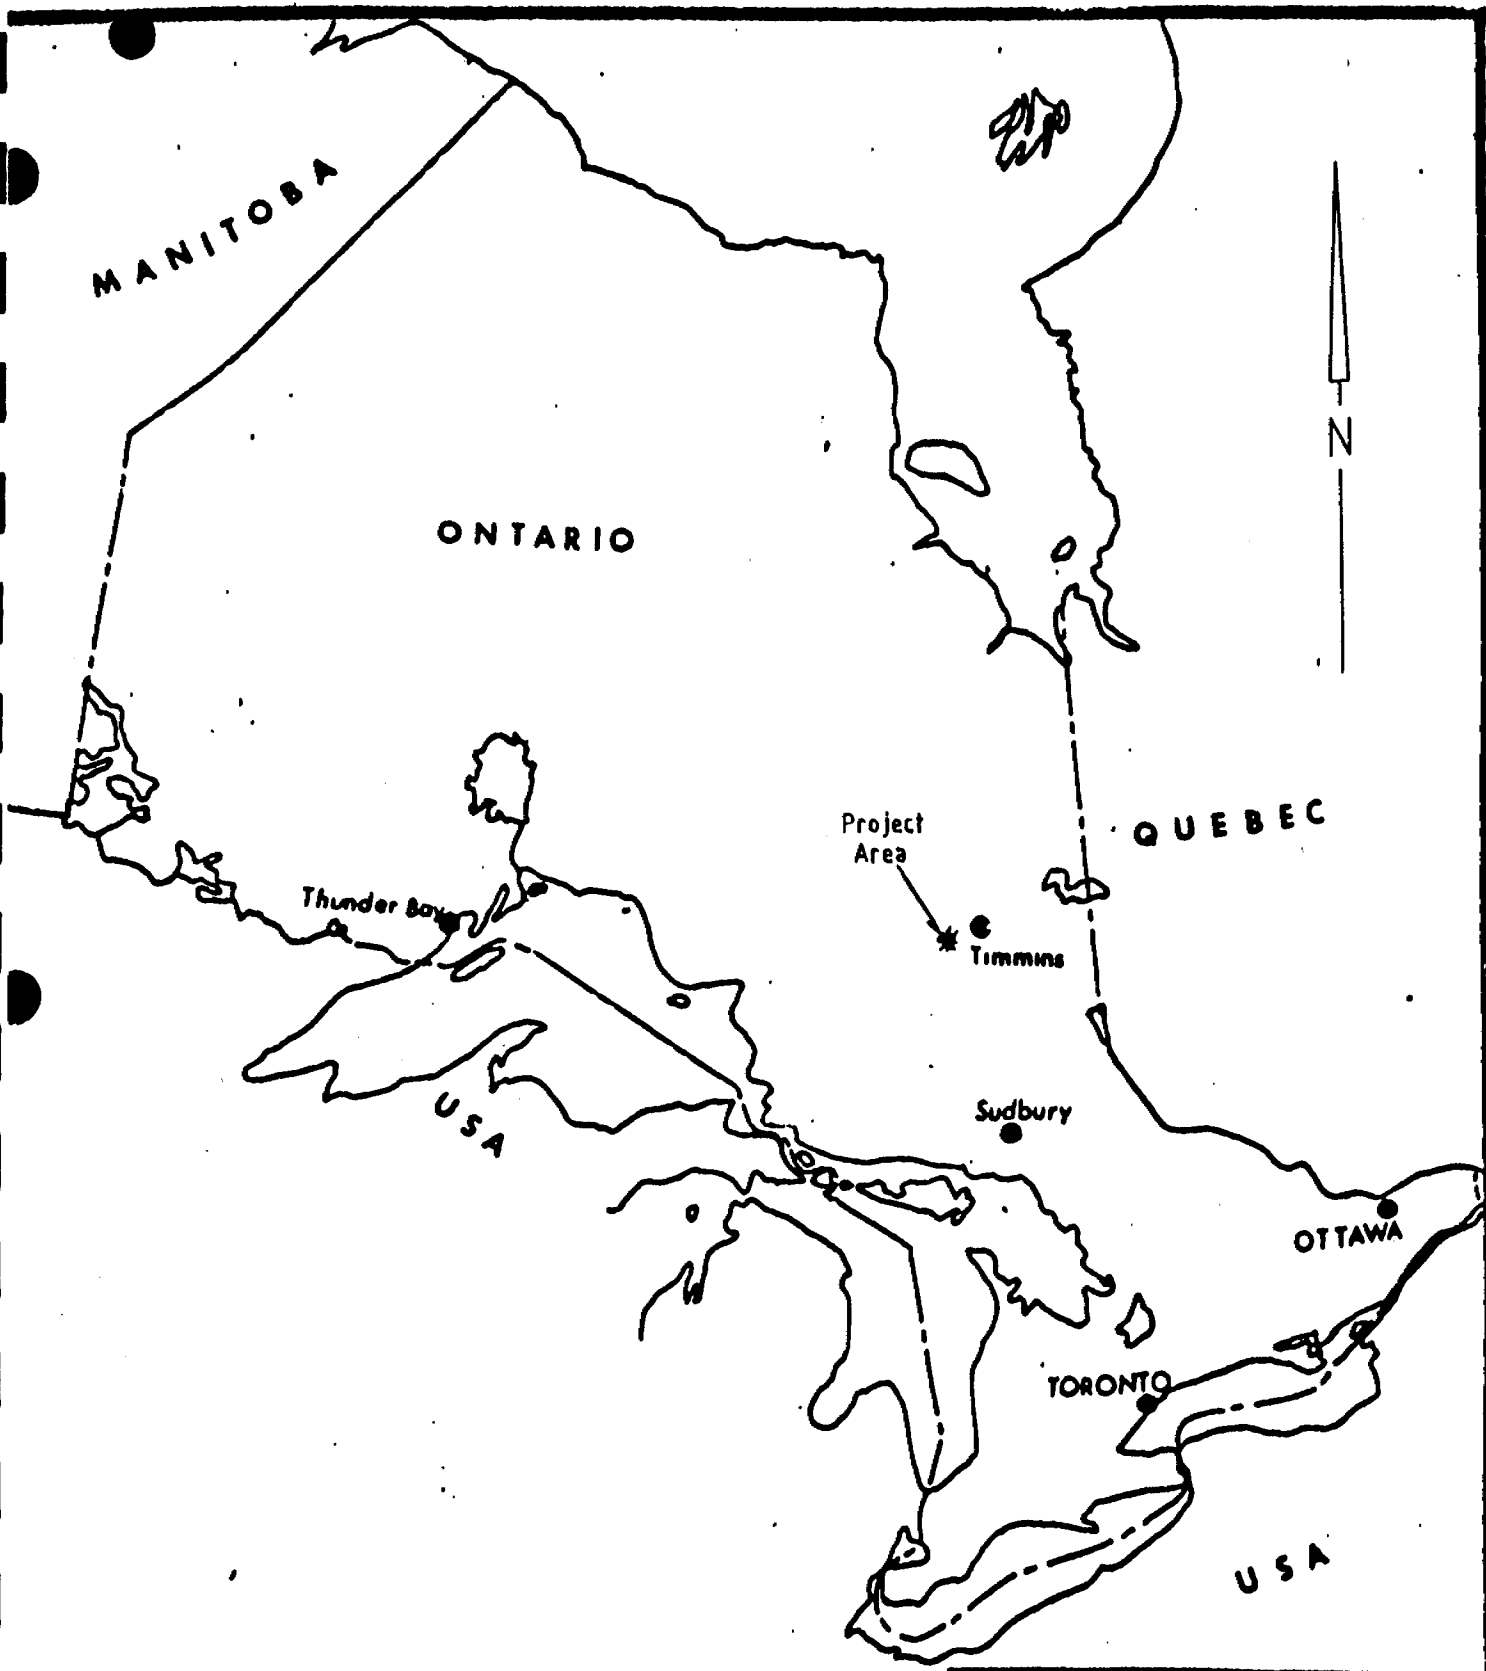 MANITOBA
N
ONTARIO
QUEBEC
Project
Area
Thunder Bay
Timmins
USA
Sudbury
OTTAWA
TORONTO
USA